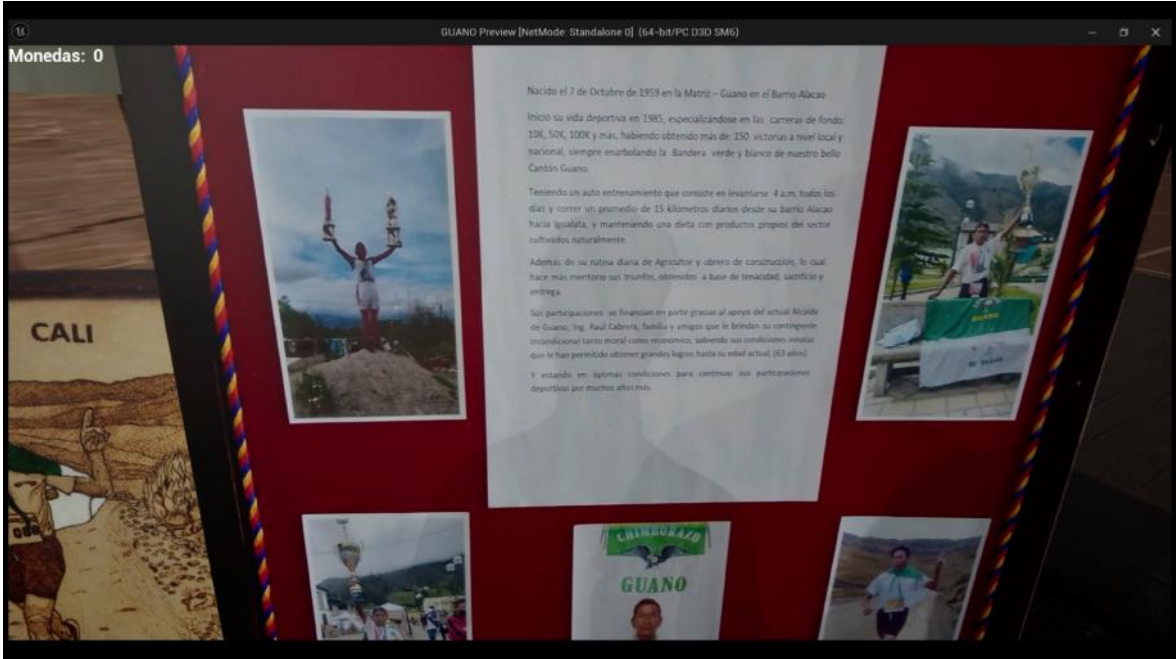 GUANO Preview [NetMode: Standalone 0] (64-bit/PC D3D SM6)
Monedas: 0
Nacido el 7 de Octubre de 1959 en la Matriz – Guano en el Barrio Alacao
Inicio su vida deportiva en 1985, especializándose en las carreras de fondo:
10K, 50K, 100K y más, habiendo obtenido más de 150 victorias a nivel local y
nacional, siempre enarbolando la Bandera verde y blanco de nuestro bello
Cantón Guano.
Teniendo un auto entrenamiento que consiste en levantarse 4 a.m. todos los
días y correr un promedio de 15 kilometros diarios desde su barrio Alacao
hacia Igualata, y manteniendo una dieta con productos propios del sector
cultivados naturalmente.
Además de su rutina diaria de Agricultor y obrero de construcción, lo cual
hace más meritorio sus triunfos, obtenidos a base de tenacidad, sacrificio y
entrega.
Sus participaciones se financian en parte gracias al apoyo del actual Alcalde
de Guano, Ing. Raúl Cabrera, familia y amigos que le brindan su contingente
incondicional tanto moral como económico, sabiendo sus condiciones innatas
que le han permitido obtener grandes logros hasta su edad actual, (63 años).
Y estando en óptimas condiciones para continuar sus participaciones
deportivas por muchos años más.
CALI
CHIMBORAZO
GUANO